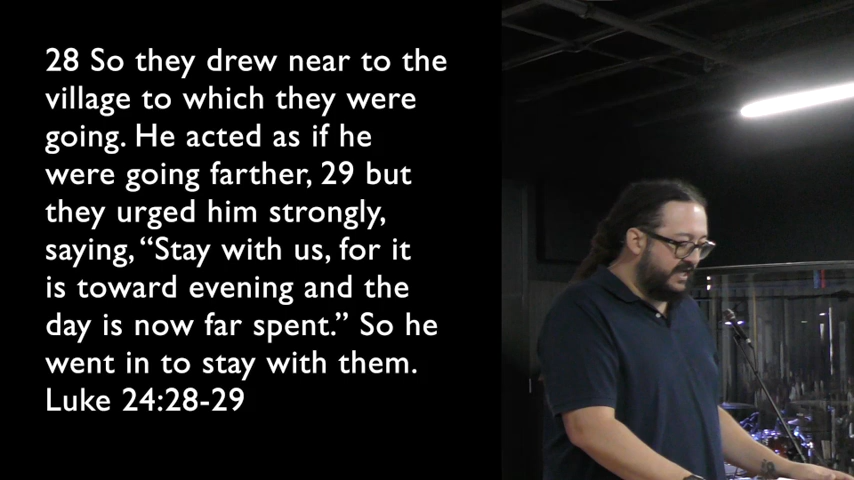 28 So they drew near to the
village to which they were
going. He acted as if he
were going farther, 29 but
they urged him strongly,
saying, “Stay with us, for it
is toward evening and the
day is now far spent.” So he
went in to stay with them.
Luke 24:28-29